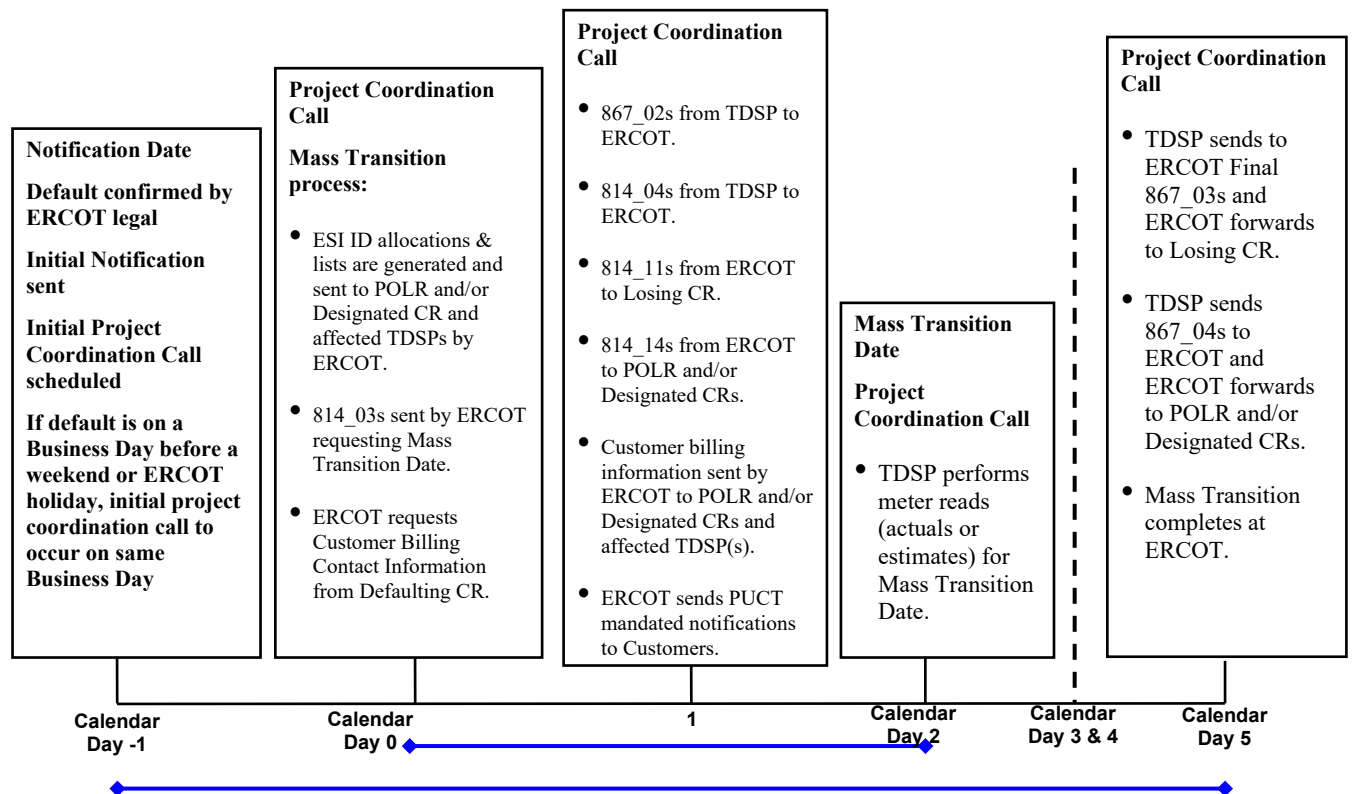 Notification Date
Default confirmed by
ERCOT legal
Initial Notification
sent
Initial Project
Coordination Call
scheduled
If default is on a
Business Day before a
weekend or ERCOT
holiday, initial project
coordination call to
occur on same
Business Day
Project Coordination
Call
Mass Transition
process:
• ESI ID allocations &
lists are generated and
sent to POLR and/or
Designated CR and
affected TDSPs by
ERCOT.
• 814_03s sent by ERCOT
requesting Mass
Transition Date.
• ERCOT requests
Customer Billing
Contact Information
from Defaulting CR.
Project Coordination
Call
• 867_02s from TDSP to
ERCOT.
• 814_04s from TDSP to
ERCOT.
• 814_11s from ERCOT
to Losing CR.
• 814_14s from ERCOT
to POLR and/or
Designated CRs.
• Customer billing
information sent by
ERCOT to POLR and/or
Designated CRs and
affected TDSP(s).
• ERCOT sends PUCT
mandated notifications
to Customers.
Mass Transition
Date
Project
Coordination Call
• TDSP performs
meter reads
(actuals or
estimates) for
Mass Transition
Date.
Project Coordination
Call
• TDSP sends to
ERCOT Final
867_03s and
ERCOT forwards
to Losing CR.
• TDSP sends
867_04s to
ERCOT and
ERCOT forwards
to POLR and/or
Designated CRs.
• Mass Transition
completes at
ERCOT.
Calendar
Day -1
Calendar
Day 0
1
Calendar
Day 2
Calendar
Day 3 & 4
Calendar
Day 5